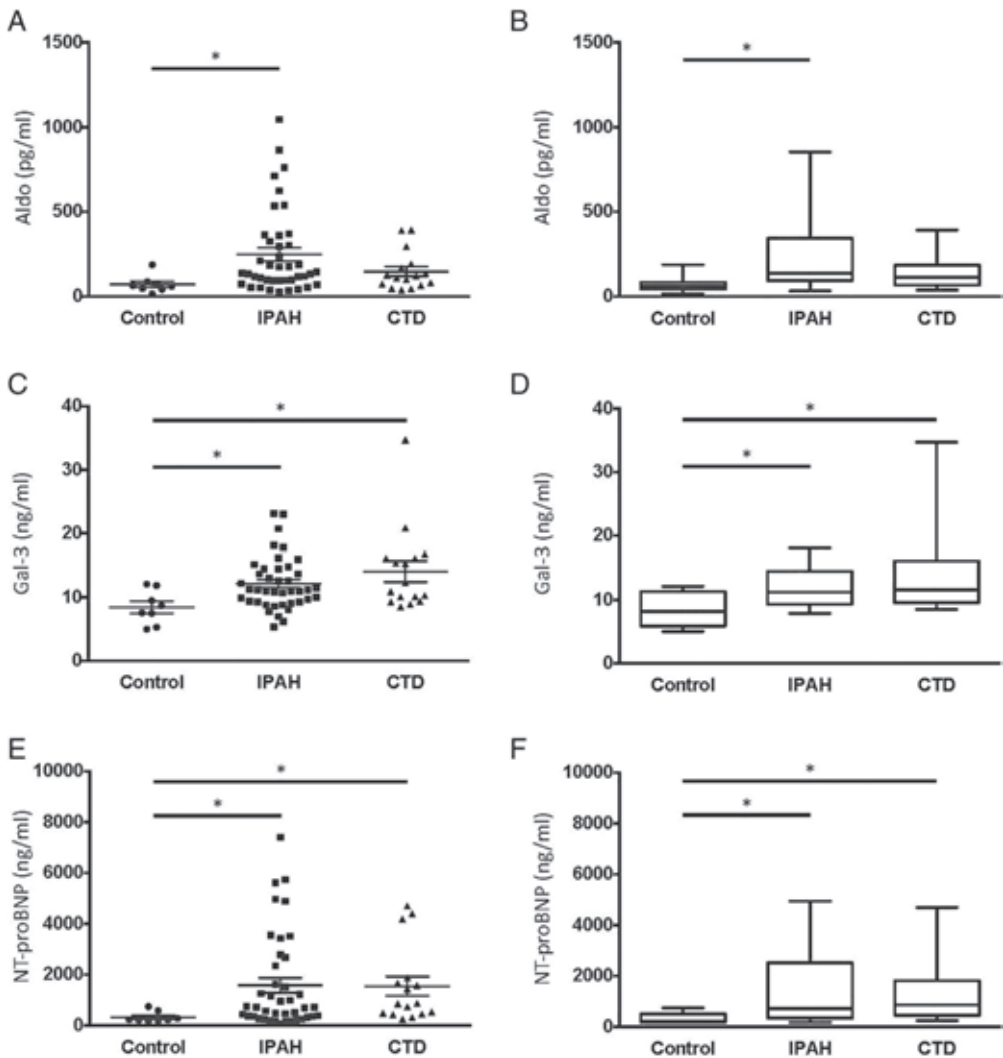 A
B
1500
*
1000
500
0
Aldo (pg/ml)
Control IPAH CTD
1500
*
1000
500
0
Aldo (pg/ml)
Control IPAH CTD
C
D
40
*
30
*
20
10
0
Gal-3 (ng/ml)
Control IPAH CTD
40
*
30
*
20
10
0
Gal-3 (ng/ml)
Control IPAH CTD
E
F
10000
*
8000
*
6000
4000
2000
0
NT-proBNP (ng/ml)
Control IPAH CTD
10000
*
8000
*
6000
4000
2000
0
NT-proBNP (ng/ml)
Control IPAH CTD